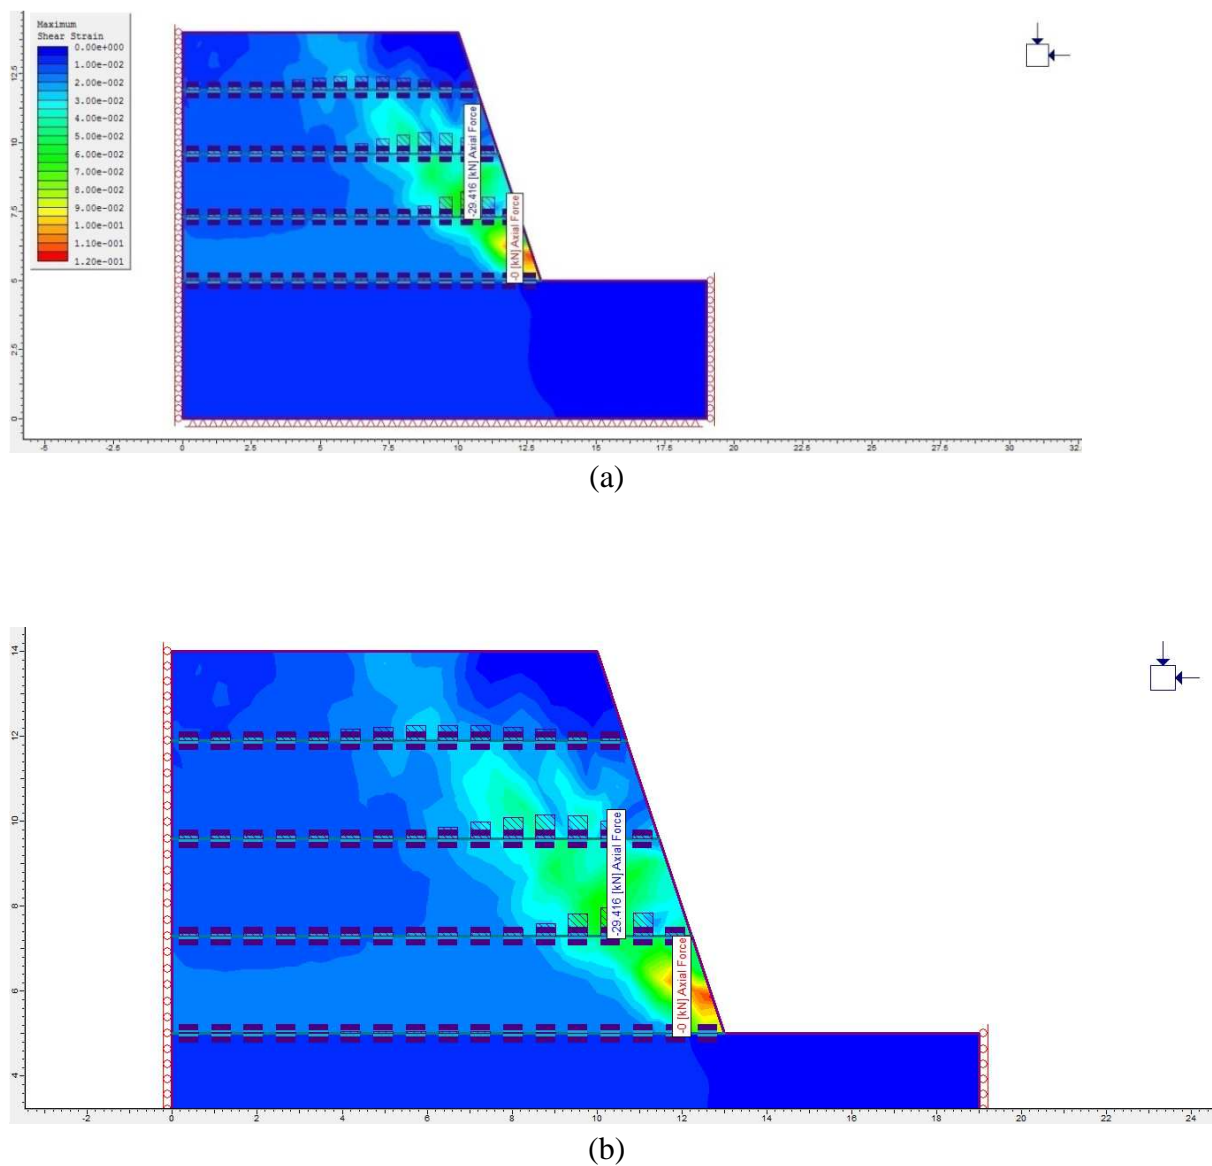 Maximum
Shear Strain
0.00e+000
1.00e-002
2.00e-002
3.00e-002
4.00e-002
5.00e-002
6.00e-002
7.00e-002
8.00e-002
9.00e-002
1.00e-001
1.10e-001
1.20e-001
12.5
10
7.5
5
2.5
0
-29.416 [kN] Axial Force
-0 [kN] Axial Force
-5 -2.5 0 2.5 5 7.5 10 12.5 15 17.5 20 22.5 25 27.5 30 32.
(a)
14
12
10
8
6
4
-29.416 [kN] Axial Force
-0 [kN] Axial Force
-2 0 2 4 6 8 10 12 14 16 18 20 22 24
(b)